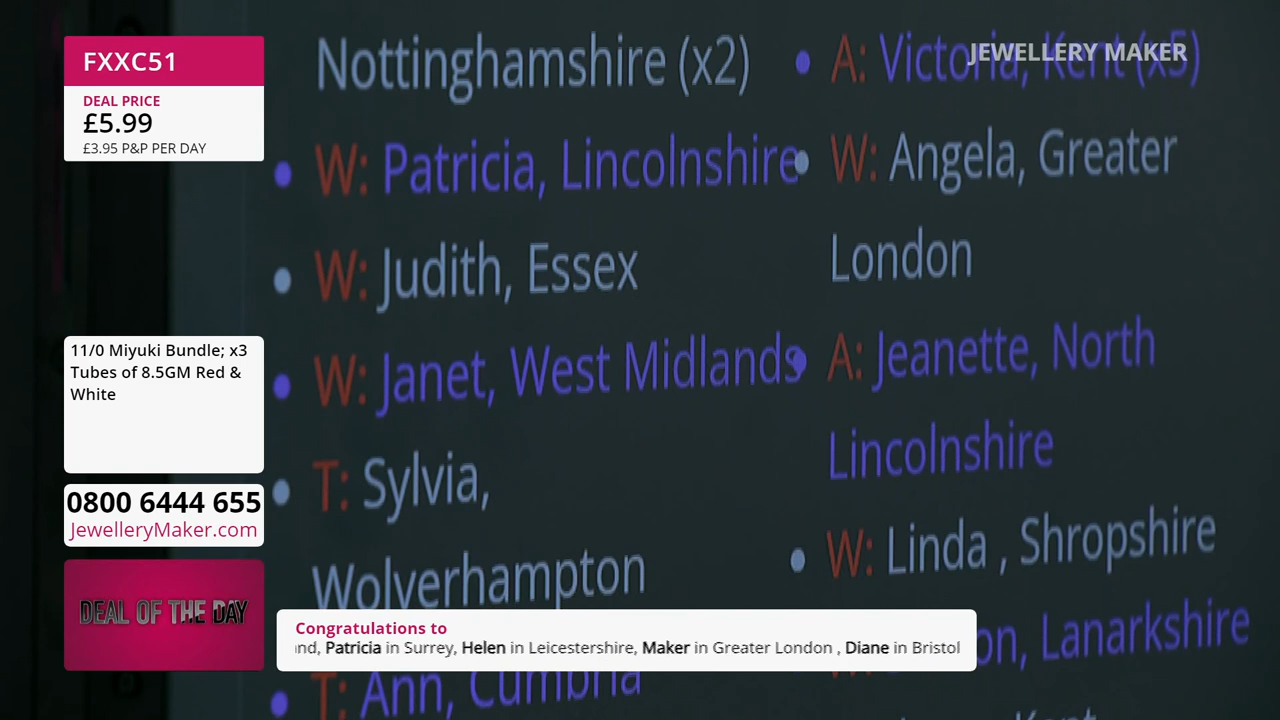 FXXC51
DEAL PRICE
£5.99
£3.95 P&P PER DAY
11/0 Miyuki Bundle; x3
Tubes of 8.5GM Red &
White
0800 6444 655
JewelleryMaker.com
DEAL OF THE DAY
Nottinghamshire (x2)
• W: Patricia, Lincolnshire
• W: Judith, Essex
• W: Janet, West Midlands
• T: Sylvia,
Wolverhampton
• T: Ann, Cumbria
JEWELLERY MAKER
• A: Victoria, Kent (x5)
• W: Angela, Greater
London
• A: Jeanette, North
Lincolnshire
• W: Linda , Shropshire
on, Lanarkshire
Kent
Congratulations to
nd, Patricia in Surrey, Helen in Leicestershire, Maker in Greater London , Diane in Bristol